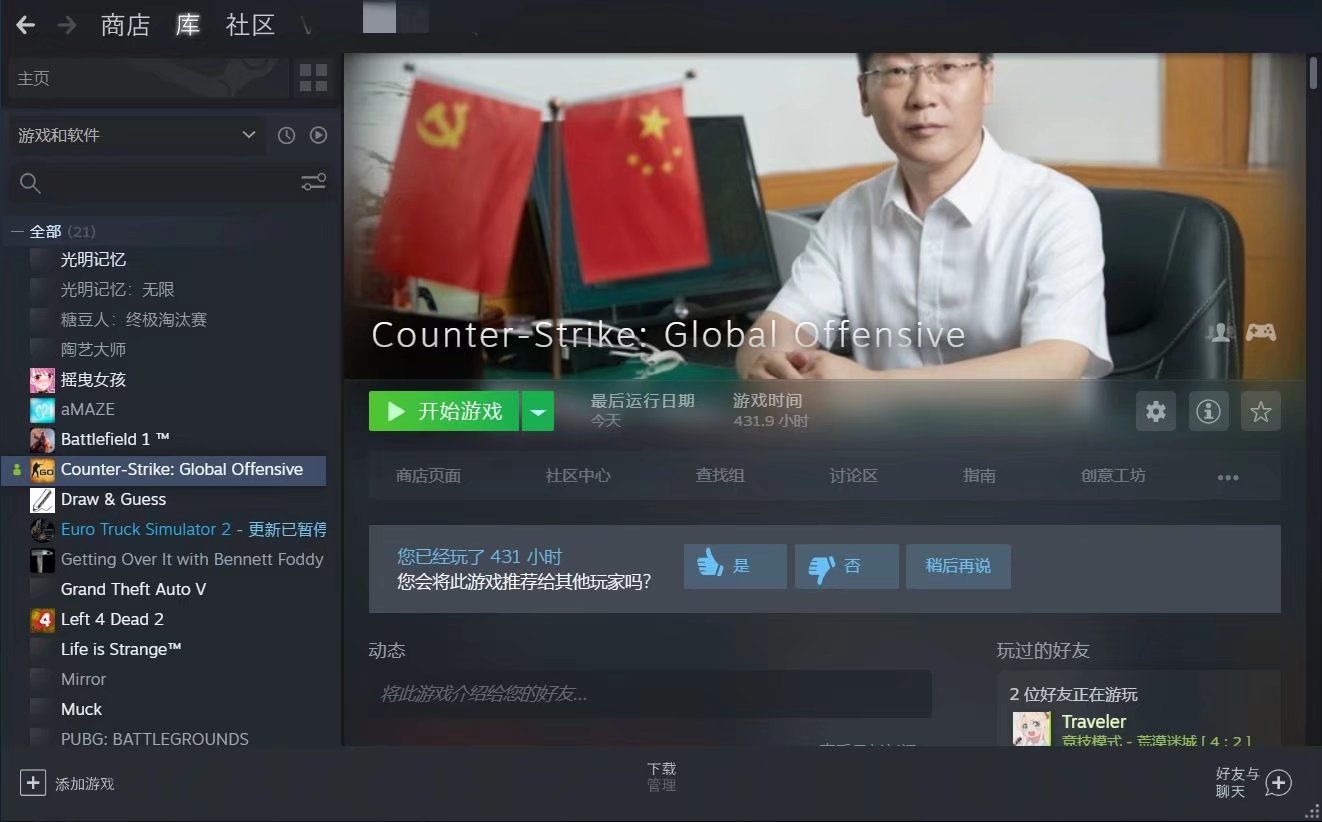 商店 库 社区
主页
游戏和软件
全部 (21)
光明记忆
光明记忆：无限
糖豆人：终极淘汰赛
陶艺大师
摇曳女孩
aMAZE
Battlefield 1 ™
GO
Counter-Strike: Global Offensive
Draw & Guess
Euro Truck Simulator 2 - 更新已暂停
Getting Over It with Bennett Foddy
Grand Theft Auto V
4
Left 4 Dead 2
Life is Strange™
Mirror
Muck
PUBG: BATTLEGROUNDS
添加游戏
Counter-Strike: Global Offensive
开始游戏
最后运行日期
今天
游戏时间
431.9 小时
商店页面 社区中心 查找组 讨论区 指南 创意工坊
您已经玩了 431 小时
您会将此游戏推荐给其他玩家吗？
是 否 稍后再说
动态
将此游戏介绍给您的好友...
玩过的好友
2 位好友正在游玩
Traveler
竞技模式 - 荒漠迷城 [ 4 : 2 ]
下载
管理
好友与
聊天